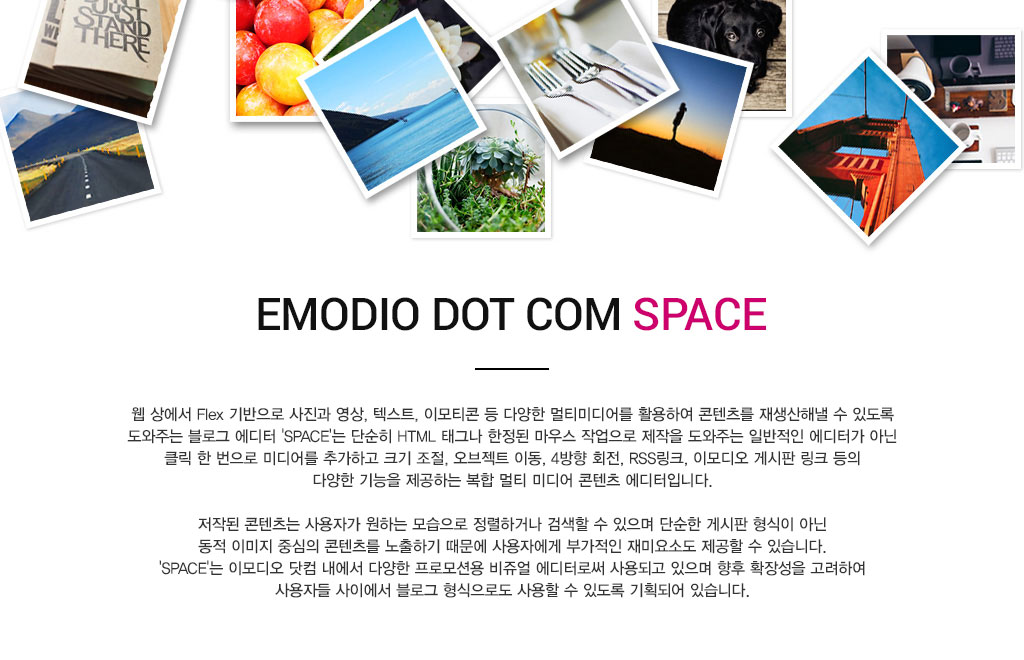 JUST
STAND
THERE
EMODIO DOT COM SPACE
웹 상에서 Flex 기반으로 사진과 영상, 텍스트, 이모티콘 등 다양한 멀티미디어를 활용하여 콘텐츠를 재생산해낼 수 있도록
도와주는 블로그 에디터 'SPACE'는 단순히 HTML 태그나 한정된 마우스 작업으로 제작을 도와주는 일반적인 에디터가 아닌
클릭 한 번으로 미디어를 추가하고 크기 조절, 오브젝트 이동, 4방향 회전, RSS링크, 이모디오 게시판 링크 등의
다양한 기능을 제공하는 복합 멀티 미디어 콘텐츠 에디터입니다.
저작된 콘텐츠는 사용자가 원하는 모습으로 정렬하거나 검색할 수 있으며 단순한 게시판 형식이 아닌
동적 이미지 중심의 콘텐츠를 노출하기 때문에 사용자에게 부가적인 재미요소도 제공할 수 있습니다.
'SPACE'는 이모디오 닷컴 내에서 다양한 프로모션용 비쥬얼 에디터로써 사용되고 있으며 향후 확장성을 고려하여
사용자들 사이에서 블로그 형식으로도 사용할 수 있도록 기획되어 있습니다.